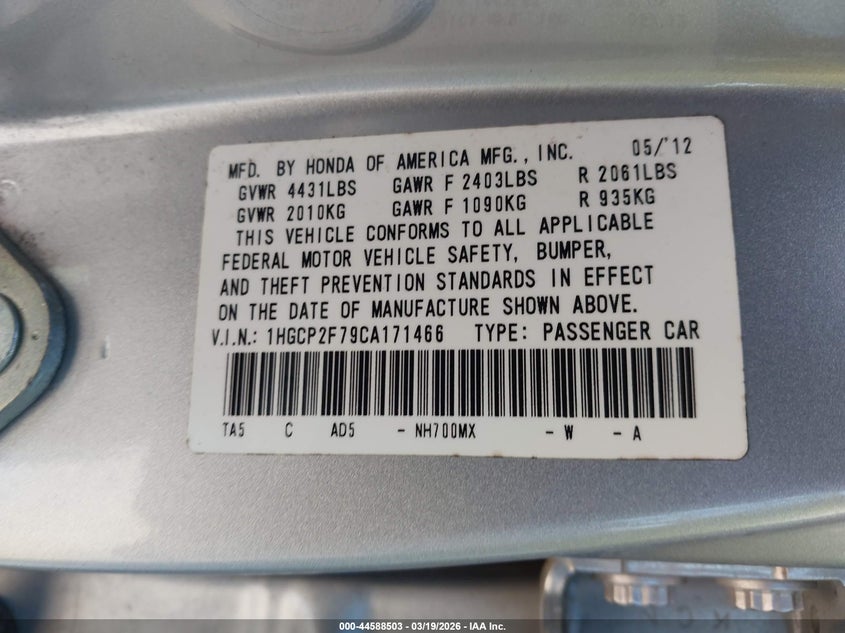 MFD. BY HONDA OF AMERICA MFG., INC. 05/'12
GVWR 4431LBS GAWR F 2403LBS R 2061LBS
GVWR 2010KG GAWR F 1090KG R 935KG
THIS VEHICLE CONFORMS TO ALL APPLICABLE
FEDERAL MOTOR VEHICLE SAFETY, BUMPER,
AND THEFT PREVENTION STANDARDS IN EFFECT
ON THE DATE OF MANUFACTURE SHOWN ABOVE.
V.I.N.: 1HGCP2F79CA171466 TYPE: PASSENGER CAR
TA5 C AD5 - NH700MX - W - A
000-44588503 — 03/19/2026 — IAA Inc.